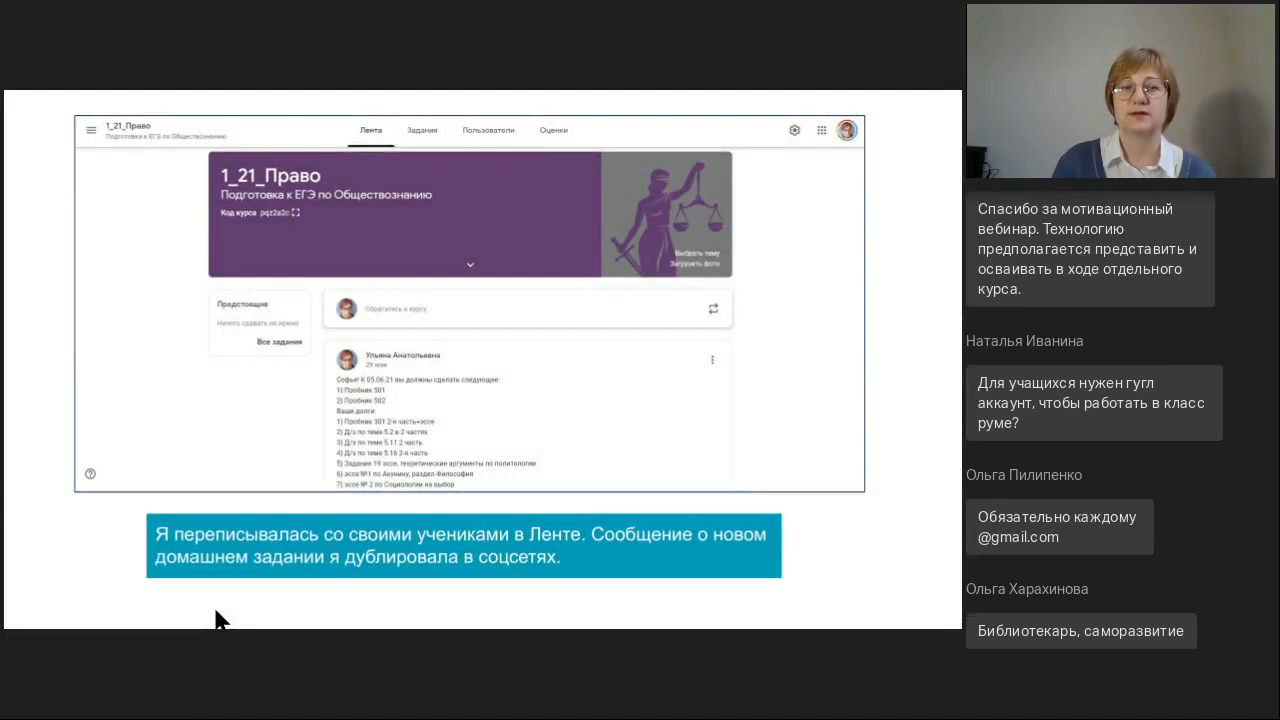 1_21_Право
Подготовка к ЕГЭ по Обществознанию
Лента
Задания
Пользователи
Оценки
1_21_Право
Подготовка к ЕГЭ по Обществознанию
Код курса pqz2a2c
Выбрать тему
Загрузить фото
Предстоящие
Ничего сдавать не нужно
Все задания
Обратитесь к курсу
Ульяна Анатольевна
29 мая
Софья! К 05.06.21 вы должны сделать следующее:
1) Пробник 501
2) Пробник 502
Ваши долги:
1) Пробник 301 2-я часть+эссе
2) Д/з по теме 5.2 в 2 частях
3) Д/з по теме 5.11 2 часть
4) Д/з по теме 5.16 2-я часть
5) Задание 19 эссе, теоретические аргументы по политологии
6) эссе №1 по Акунину, раздел Философия
7) эссе № 2 по Социологии на выбор
Я переписывалась со своими учениками в Ленте. Сообщение о новом
домашнем задании я дублировала в соцсетях.
Спасибо за мотивационный
вебинар. Технологию
предполагается представить и
осваивать в ходе отдельного
курса.
Наталья Иванина
Для учащихся нужен гугл
аккаунт, чтобы работать в класс
руме?
Ольга Пилипенко
Обязательно каждому
@gmail.com
Ольга Харахинова
Библиотекарь, саморазвитие